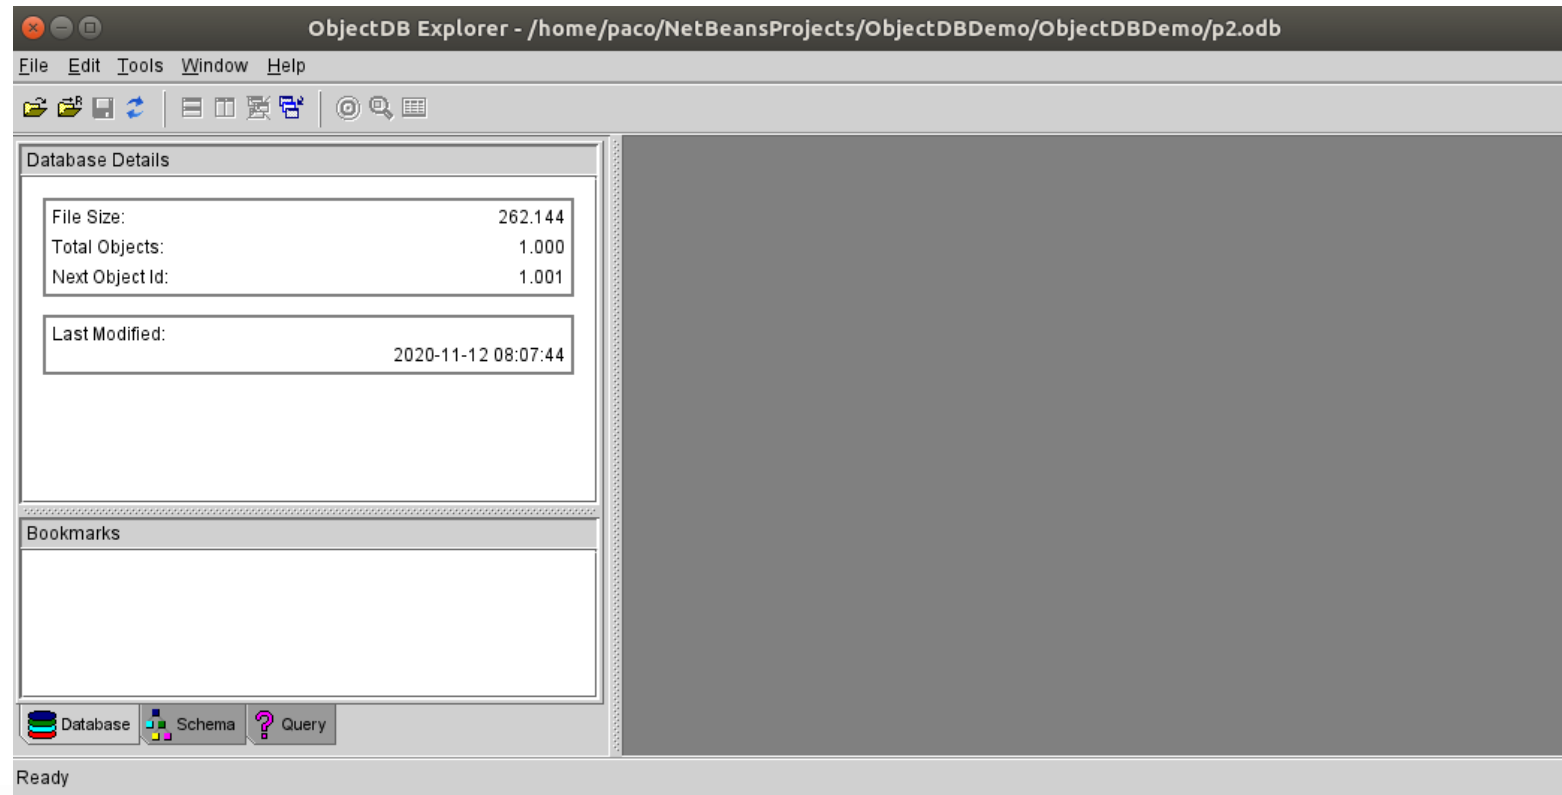 ObjectDB Explorer - /home/paco/NetBeansProjects/ObjectDBDemo/ObjectDBDemo/p2.odb
File Edit Tools Window Help
Database Details
File Size: 262.144
Total Objects: 1.000
Next Object Id: 1.001
Last Modified:
2020-11-12 08:07:44
Bookmarks
Database Schema Query
Ready